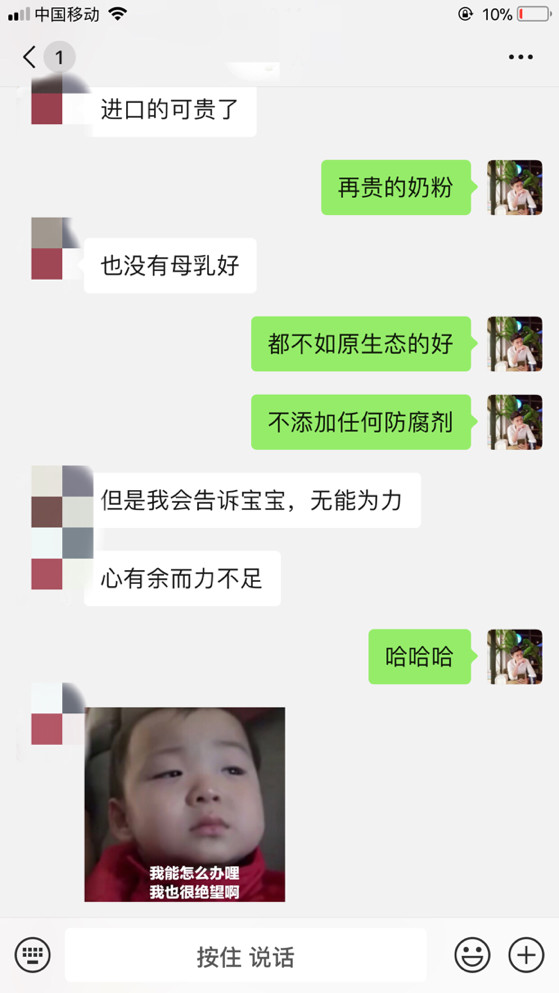 中国移动
10%
1
进口的可贵了
再贵的奶粉
也没有母乳好
都不如原生态的好
不添加任何防腐剂
但是我会告诉宝宝，无能为力
心有余而力不足
哈哈哈
我能怎么办哩
我也很绝望啊
按住 说话